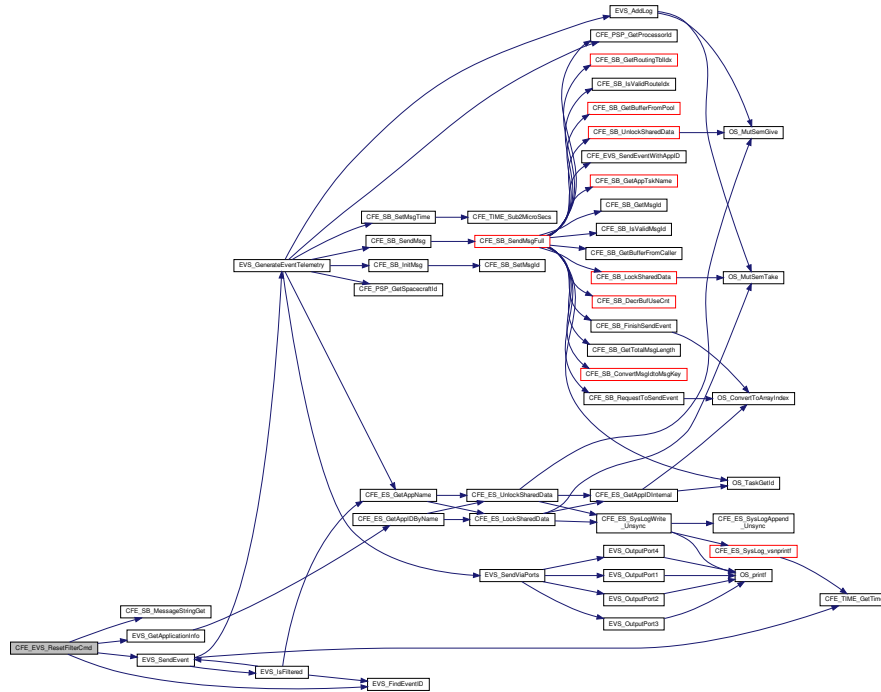 EVS_AddLog
CFE_PSP_GetProcessorId
CFE_SB_GetRoutingTblIdx
CFE_SB_IsValidRouteIdx
CFE_SB_GetBufferFromPool
CFE_SB_UnlockSharedData
OS_MutSemGive
CFE_EVS_SendEventWithAppID
CFE_SB_GetAppTskName
CFE_SB_GetMsgId
CFE_SB_SetMsgTime
CFE_TIME_Sub2MicroSecs
CFE_SB_IsValidMsgId
CFE_SB_SendMsg
CFE_SB_SendMsgFull
CFE_SB_GetBufferFromCaller
EVS_GenerateEventTelemetry
CFE_SB_InitMsg
CFE_SB_SetMsgId
CFE_SB_LockSharedData
OS_MutSemTake
CFE_PSP_GetSpacecraftId
CFE_SB_DecrBufUseCnt
CFE_SB_FinishSendEvent
CFE_SB_GetTotalMsgLength
CFE_SB_ConvertMsgIdtoMsgKey
CFE_SB_RequestToSendEvent
OS_ConvertToArrayIndex
OS_TaskGetId
CFE_ES_GetAppName
CFE_ES_UnlockSharedData
CFE_ES_GetAppIDInternal
CFE_ES_GetAppIDByName
CFE_ES_LockSharedData
CFE_ES_SysLogWrite
_Unsync
CFE_ES_SysLogAppend
_Unsync
CFE_ES_SysLog_vsnprintf
EVS_OutputPort4
EVS_SendViaPorts
EVS_OutputPort1
OS_printf
EVS_OutputPort2
CFE_TIME_GetTime
CFE_SB_MessageStringGet
EVS_OutputPort3
EVS_GetApplicationInfo
CFE_EVS_ResetFilterCmd
EVS_SendEvent
EVS_IsFiltered
EVS_FindEventID